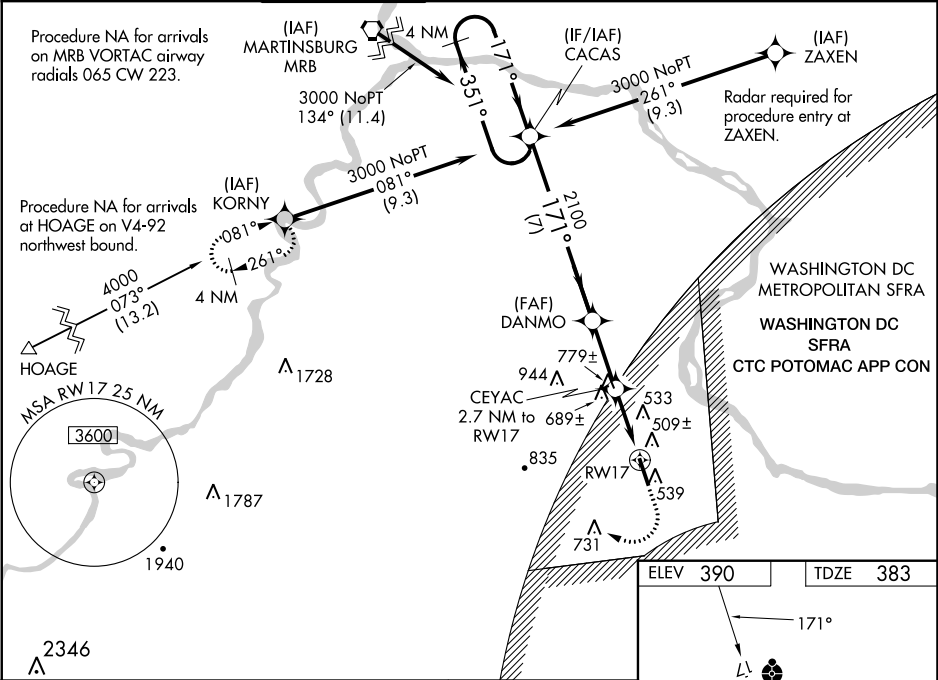 Procedure NA for arrivals
on MRB VORTAC airway
radials 065 CW 223.
(IAF)
MARTINSBURG
MRB
4 NM
171°
351°
(IF/IAF)
CACAS
(IAF)
ZAXEN
3000 NoPT
134° (11.4)
3000 NoPT
261°
(9.3)
Radar required for
procedure entry at
ZAXEN.
3000 NoPT
081°
(9.3)
(IAF)
KORNY
Procedure NA for arrivals
at HOAGE on V4-92
northwest bound.
081°
261°
4 NM
4000
073°
(13.2)
HOAGE
2100
171°
(7)
WASHINGTON DC
METROPOLITAN SFRA
WASHINGTON DC
SFRA
CTC POTOMAC APP CON
(FAF)
DANMO
779±
944
CEYAC
2.7 NM to
RW17
689±
533
509±
1728
MSA RW17 25 NM
3600
835
RW17
539
1787
731
1940
ELEV 390
TDZE 383
171°
17
2346